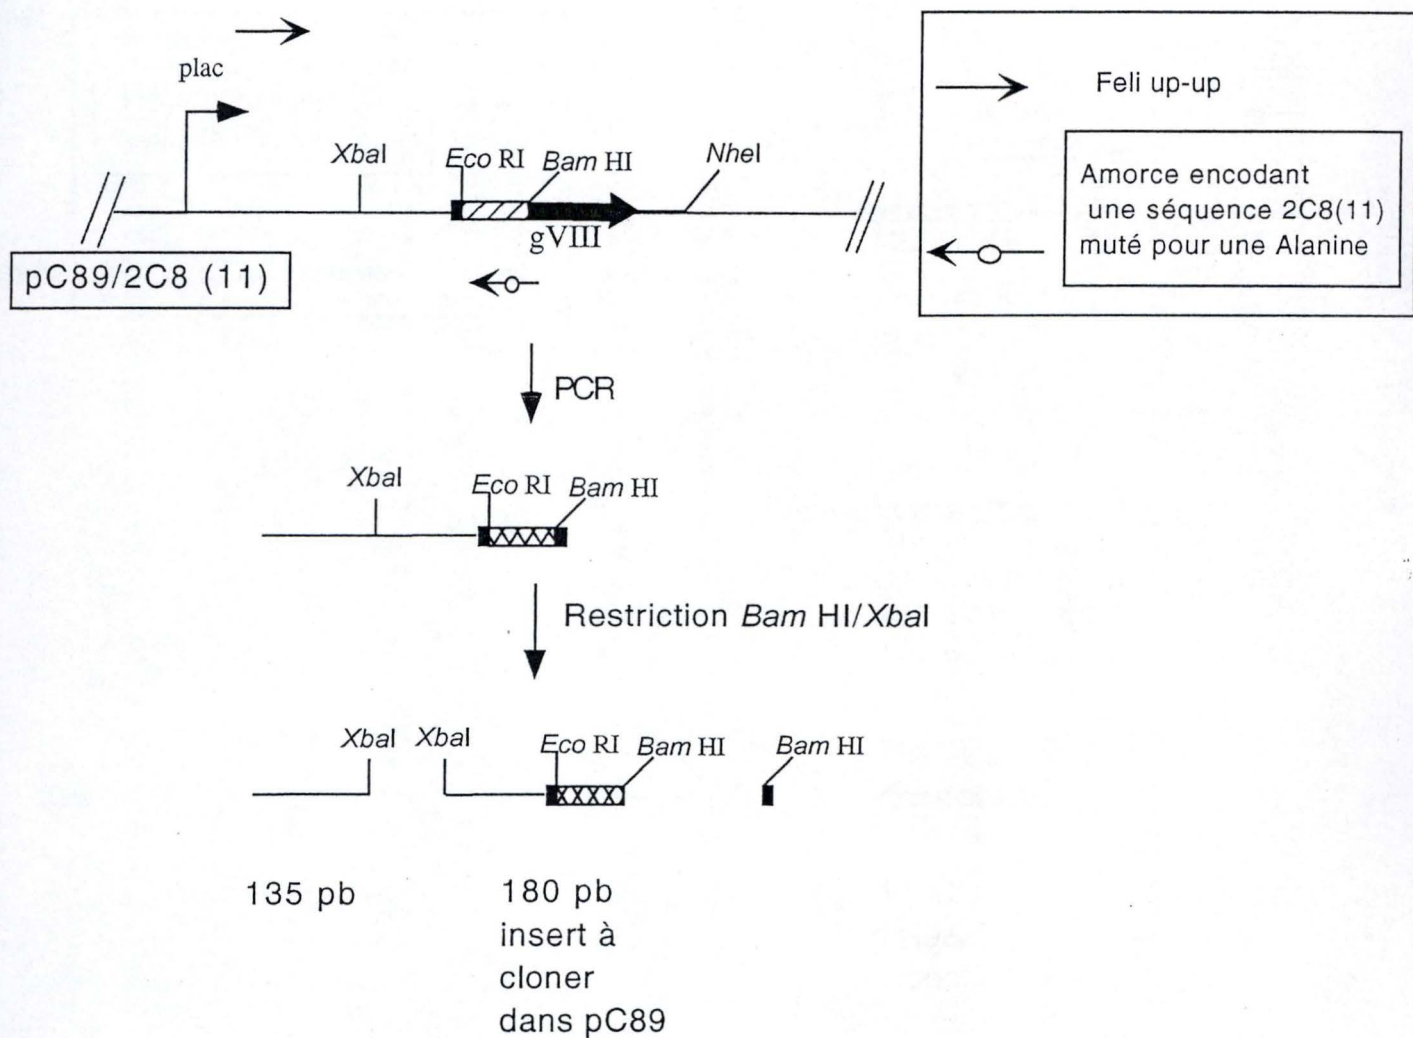 plac
Feli up-up
XbaI
Eco RI
Bam HI
NheI
gVIII
pC89/2C8 (11)
Amorce encodant
une séquence 2C8(11)
muté pour une Alanine
PCR
XbaI
Eco RI
Bam HI
Restriction Bam HI/XbaI
XbaI
XbaI
Eco RI
Bam HI
Bam HI
135 pb
180 pb
insert à
cloner
dans pC89